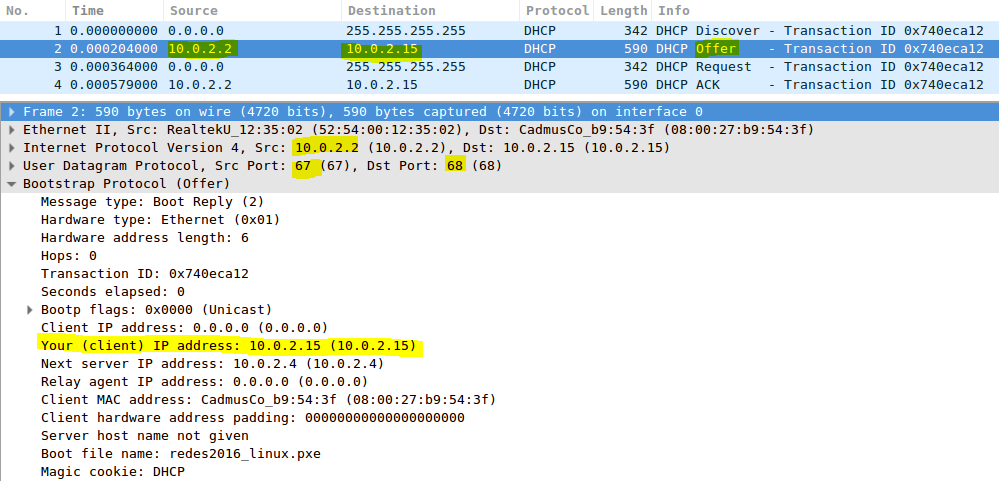 No. Time Source Destination Protocol Length Info
1 0.000000000 0.0.0.0 255.255.255.255 DHCP 342 DHCP Discover - Transaction ID 0x740eca12
2 0.000204000 10.0.2.2 10.0.2.15 DHCP 590 DHCP Offer - Transaction ID 0x740eca12
3 0.000364000 0.0.0.0 255.255.255.255 DHCP 342 DHCP Request - Transaction ID 0x740eca12
4 0.000579000 10.0.2.2 10.0.2.15 DHCP 590 DHCP ACK - Transaction ID 0x740eca12
Frame 2: 590 bytes on wire (4720 bits), 590 bytes captured (4720 bits) on interface 0
Ethernet II, Src: RealtekU_12:35:02 (52:54:00:12:35:02), Dst: CadmusCo_b9:54:3f (08:00:27:b9:54:3f)
Internet Protocol Version 4, Src: 10.0.2.2 (10.0.2.2), Dst: 10.0.2.15 (10.0.2.15)
User Datagram Protocol, Src Port: 67 (67), Dst Port: 68 (68)
Bootstrap Protocol (Offer)
Message type: Boot Reply (2)
Hardware type: Ethernet (0x01)
Hardware address length: 6
Hops: 0
Transaction ID: 0x740eca12
Seconds elapsed: 0
Bootp flags: 0x0000 (Unicast)
Client IP address: 0.0.0.0 (0.0.0.0)
Your (client) IP address: 10.0.2.15 (10.0.2.15)
Next server IP address: 10.0.2.4 (10.0.2.4)
Relay agent IP address: 0.0.0.0 (0.0.0.0)
Client MAC address: CadmusCo_b9:54:3f (08:00:27:b9:54:3f)
Client hardware address padding: 00000000000000000000
Server host name not given
Boot file name: redes2016_linux.pxe
Magic cookie: DHCP